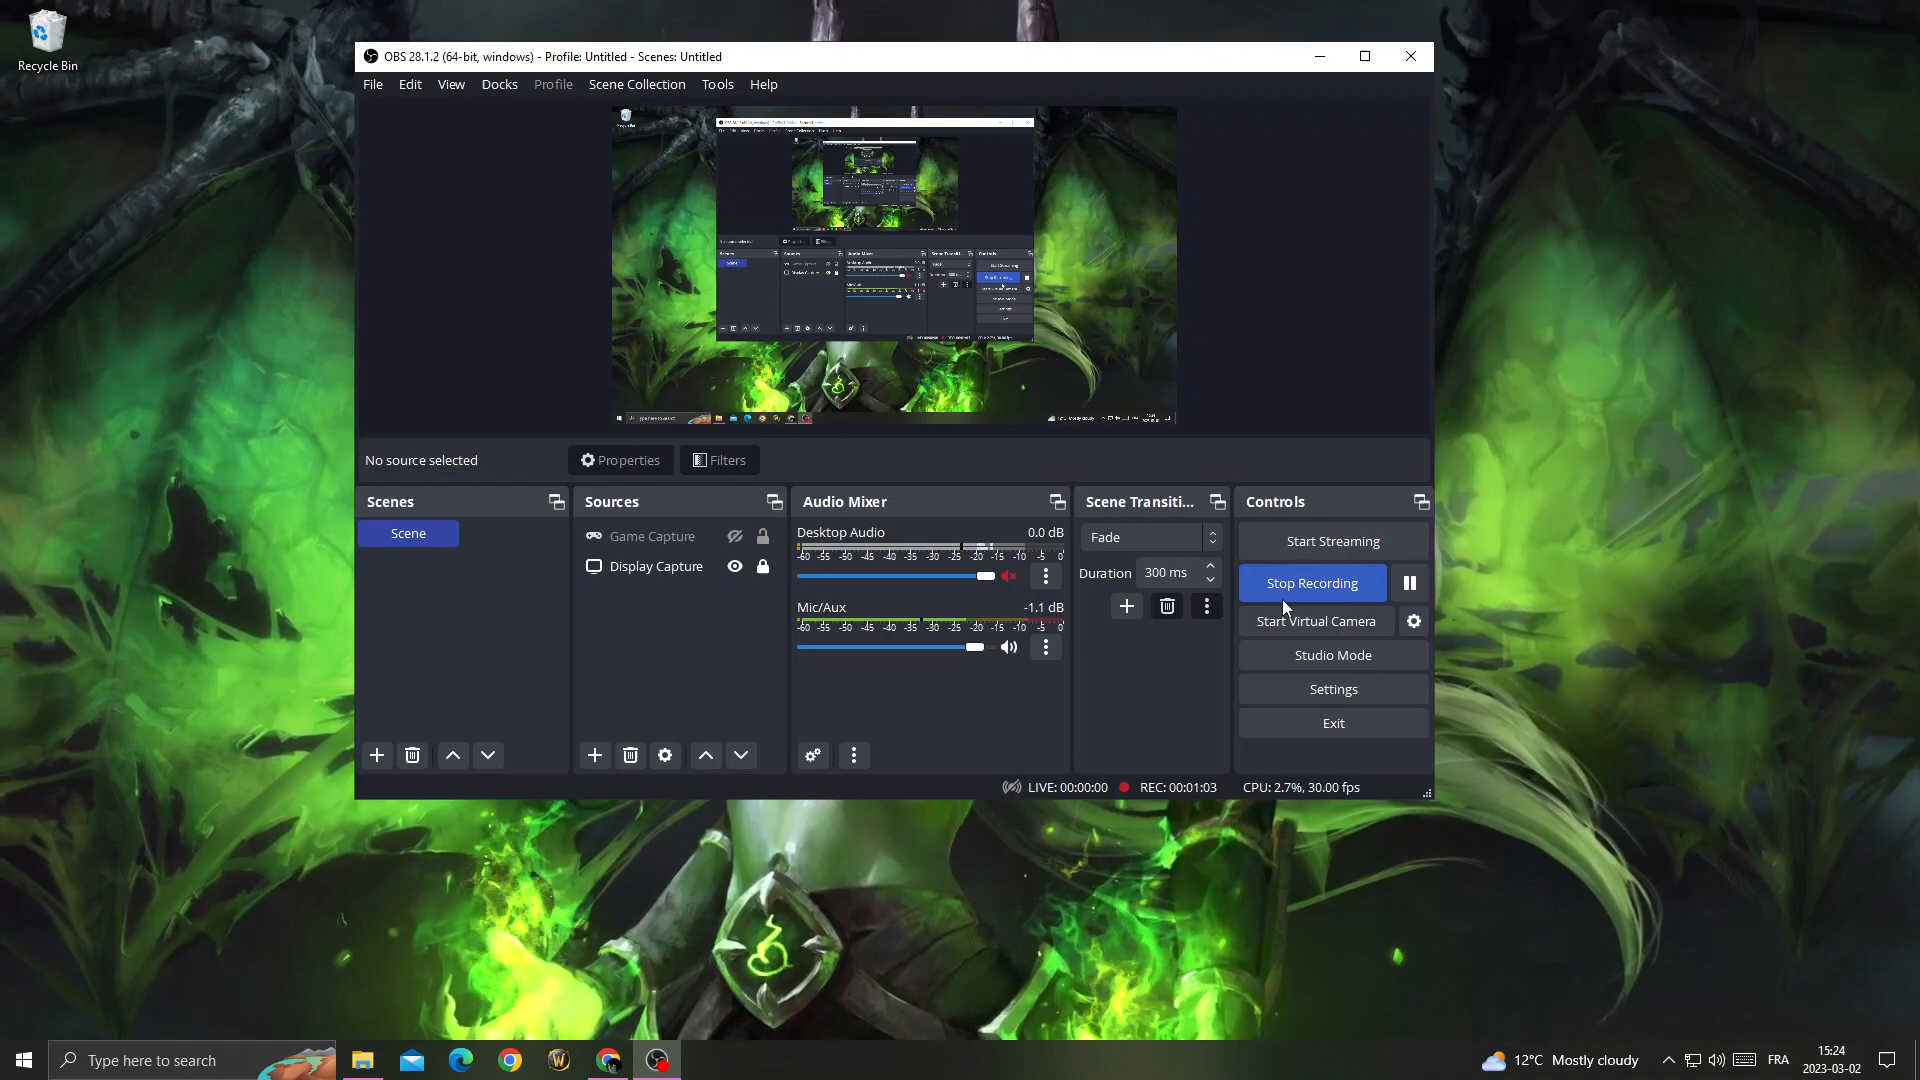 Recycle Bin
OBS 28.1.2 (64-bit, windows) - Profile: Untitled - Scenes: Untitled
File Edit View Docks Profile Scene Collection Tools Help
No source selected Properties Filters
Scenes
Scene
Sources
Game Capture
Display Capture
Audio Mixer
Desktop Audio 0.0 dB
-60 -55 -50 -45 -40 -35 -30 -25 -20 -15 -10 -5 0
Mic/Aux -1.1 dB
-60 -55 -50 -45 -40 -35 -30 -25 -20 -15 -10 -5 0
Scene Transiti...
Fade
Duration 300 ms
Controls
Start Streaming
Stop Recording
Start Virtual Camera
Studio Mode
Settings
Exit
LIVE: 00:00:00 REC: 00:01:03 CPU: 2.7%, 30.00 fps
Type here to search
12°C Mostly cloudy
FRA
15:24
2023-03-02